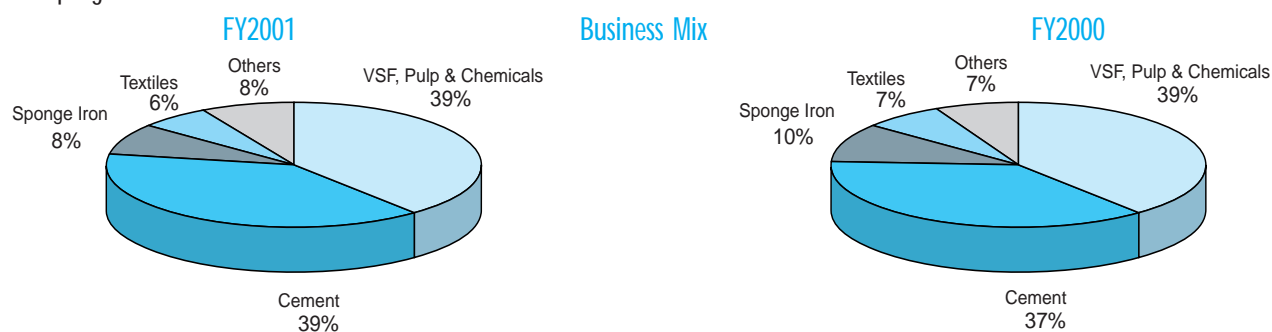 FY2001
Business Mix
FY2000
Others
8%
VSF, Pulp & Chemicals
39%
Textiles
6%
Sponge Iron
8%
Cement
39%
Others
7%
VSF, Pulp & Chemicals
39%
Textiles
7%
Sponge Iron
10%
Cement
37%